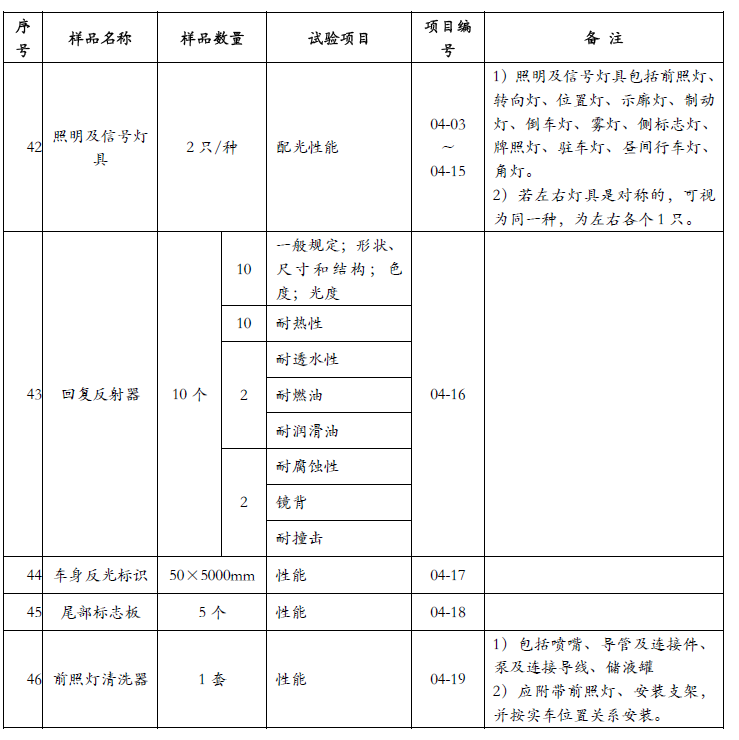 序号 样品名称 样品数量 试验项目 项目编号 备 注
42 照明及信号灯具 2 只/种 配光性能 04-03 ～ 04-15
1）照明及信号灯具包括前照灯、
转向灯、位置灯、示廓灯、制动
灯、倒车灯、雾灯、侧标志灯、
牌照灯、驻车灯、昼间行车灯、
角灯。
2）若左右灯具是对称的，可视
为同一种，为左右各个 1 只。
43 回复反射器 10 个
10 一般规定；形状、
尺寸和结构；色
度；光度
10 耐热性
耐透水性
2 耐燃油
耐润滑油
耐腐蚀性
2 镜背
耐撞击
04-16
44 车身反光标识 50×5000mm 性能 04-17
45 尾部标志板 5 个 性能 04-18
46 前照灯清洗器 1 套 性能 04-19
1）包括喷嘴、导管及连接件、
泵及连接导线、储液罐
2）应附带前照灯、安装支架，
并按实车位置关系安装。